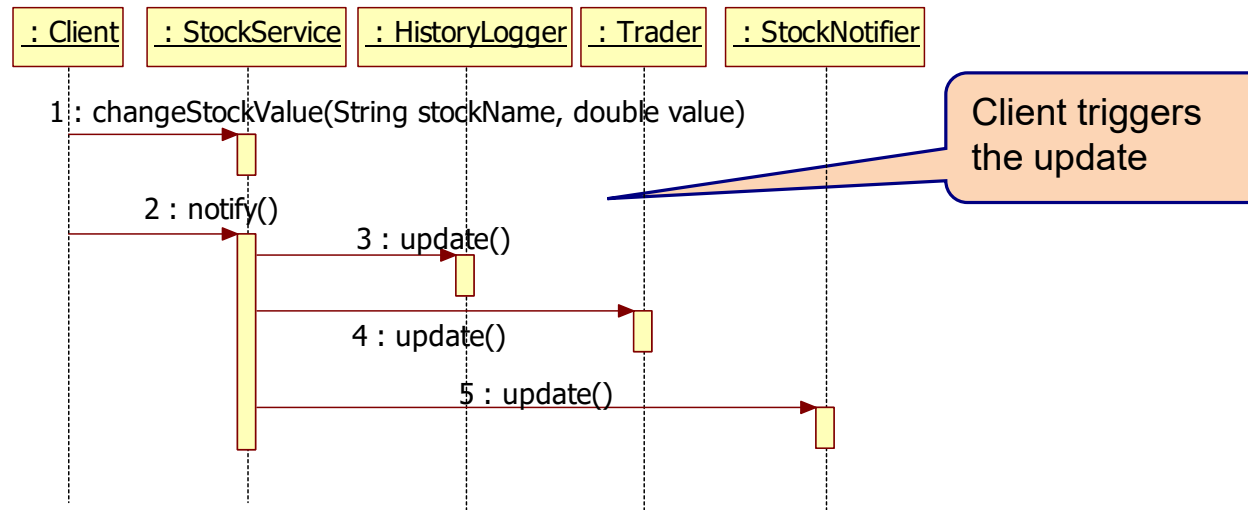 : Client
: StockService
: HistoryLogger
: Trader
: StockNotifier
1 : changeStockValue(String stockName, double value)
Client triggers
the update
2 : notify()
3 : update()
4 : update()
5 : update()